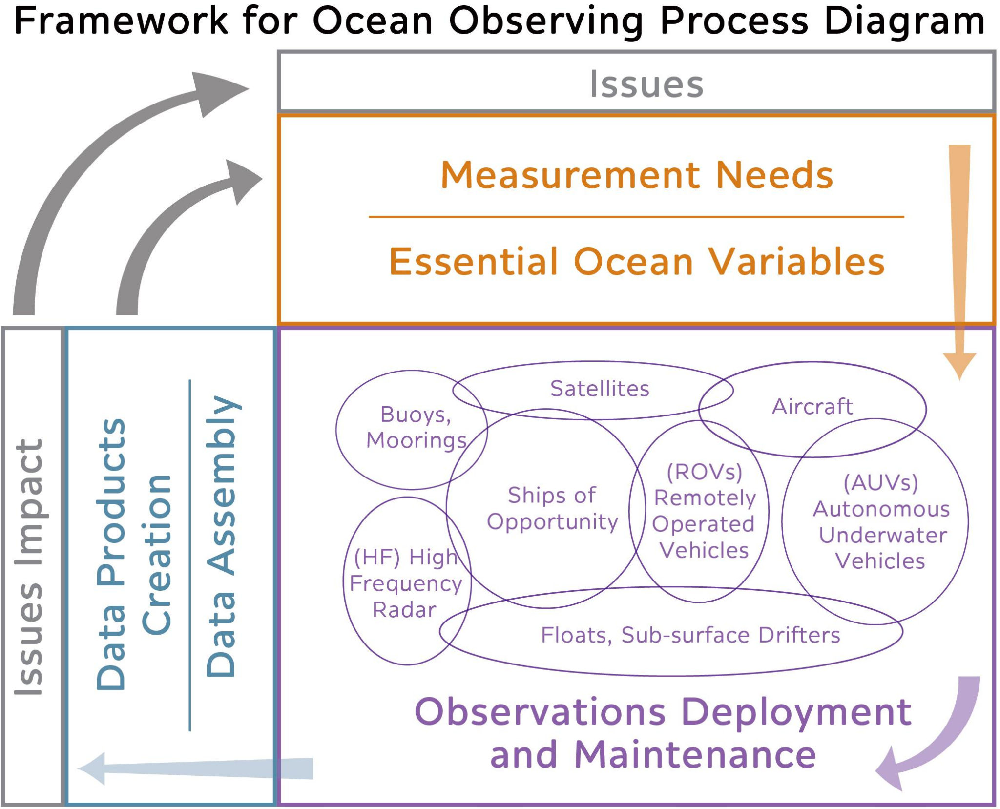 Framework for Ocean Observing Process Diagram
Issues
Measurement Needs
Essential Ocean Variables
Issues Impact
Data Products
Creation
Data Assembly
Satellites
Aircraft
Buoys,
Moorings
Ships of
Opportunity
(ROVs)
Remotely
Operated
Vehicles
(AUVs)
Autonomous
Underwater
Vehicles
(HF) High
Frequency
Radar
Floats, Sub-surface Drifters
Observations Deployment
and Maintenance